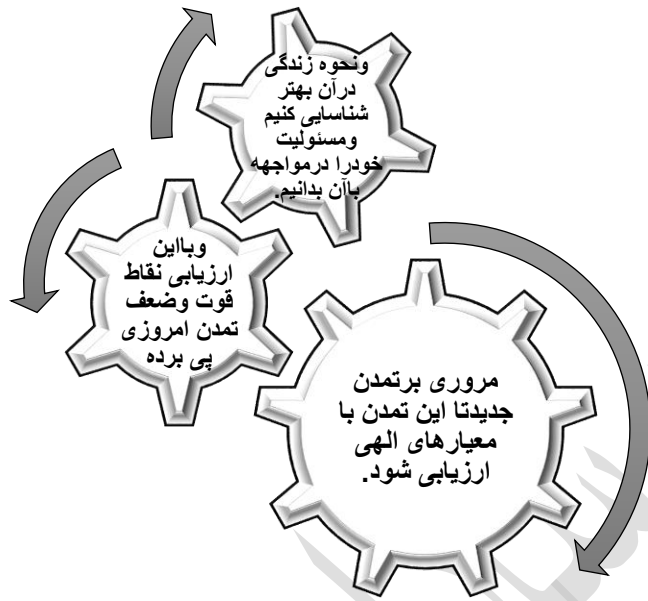 مروری برتمدن
جدیدتا این تمدن با
معیارهای الهی
ارزیابی شود.
وبااین
ارزیابی نقاط
قوت وضعف
تمدن امروزی
پی برده
ونحوه زندگی
درآن بهتر
شناسایی کنیم
ومسئولیت
خودرا درمواجهه
باآن بدانیم.